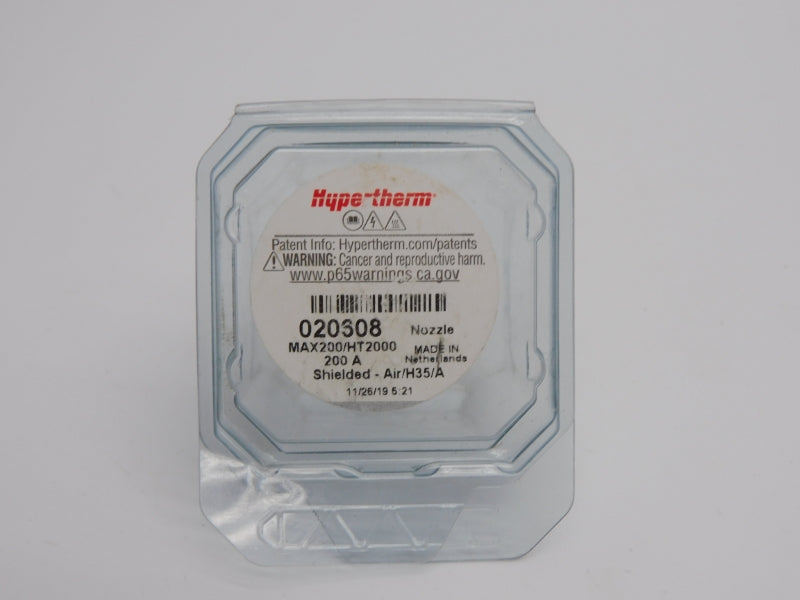 Hypertherm
Patent Info: Hypertherm.com/patents
WARNING: Cancer and reproductive harm.
www.p65warnings.ca.gov
020608 Nozzle
MAX200/HT2000 MADE IN
200 A Netherlands
Shielded - Air/H35/A
11/26/19 5:21